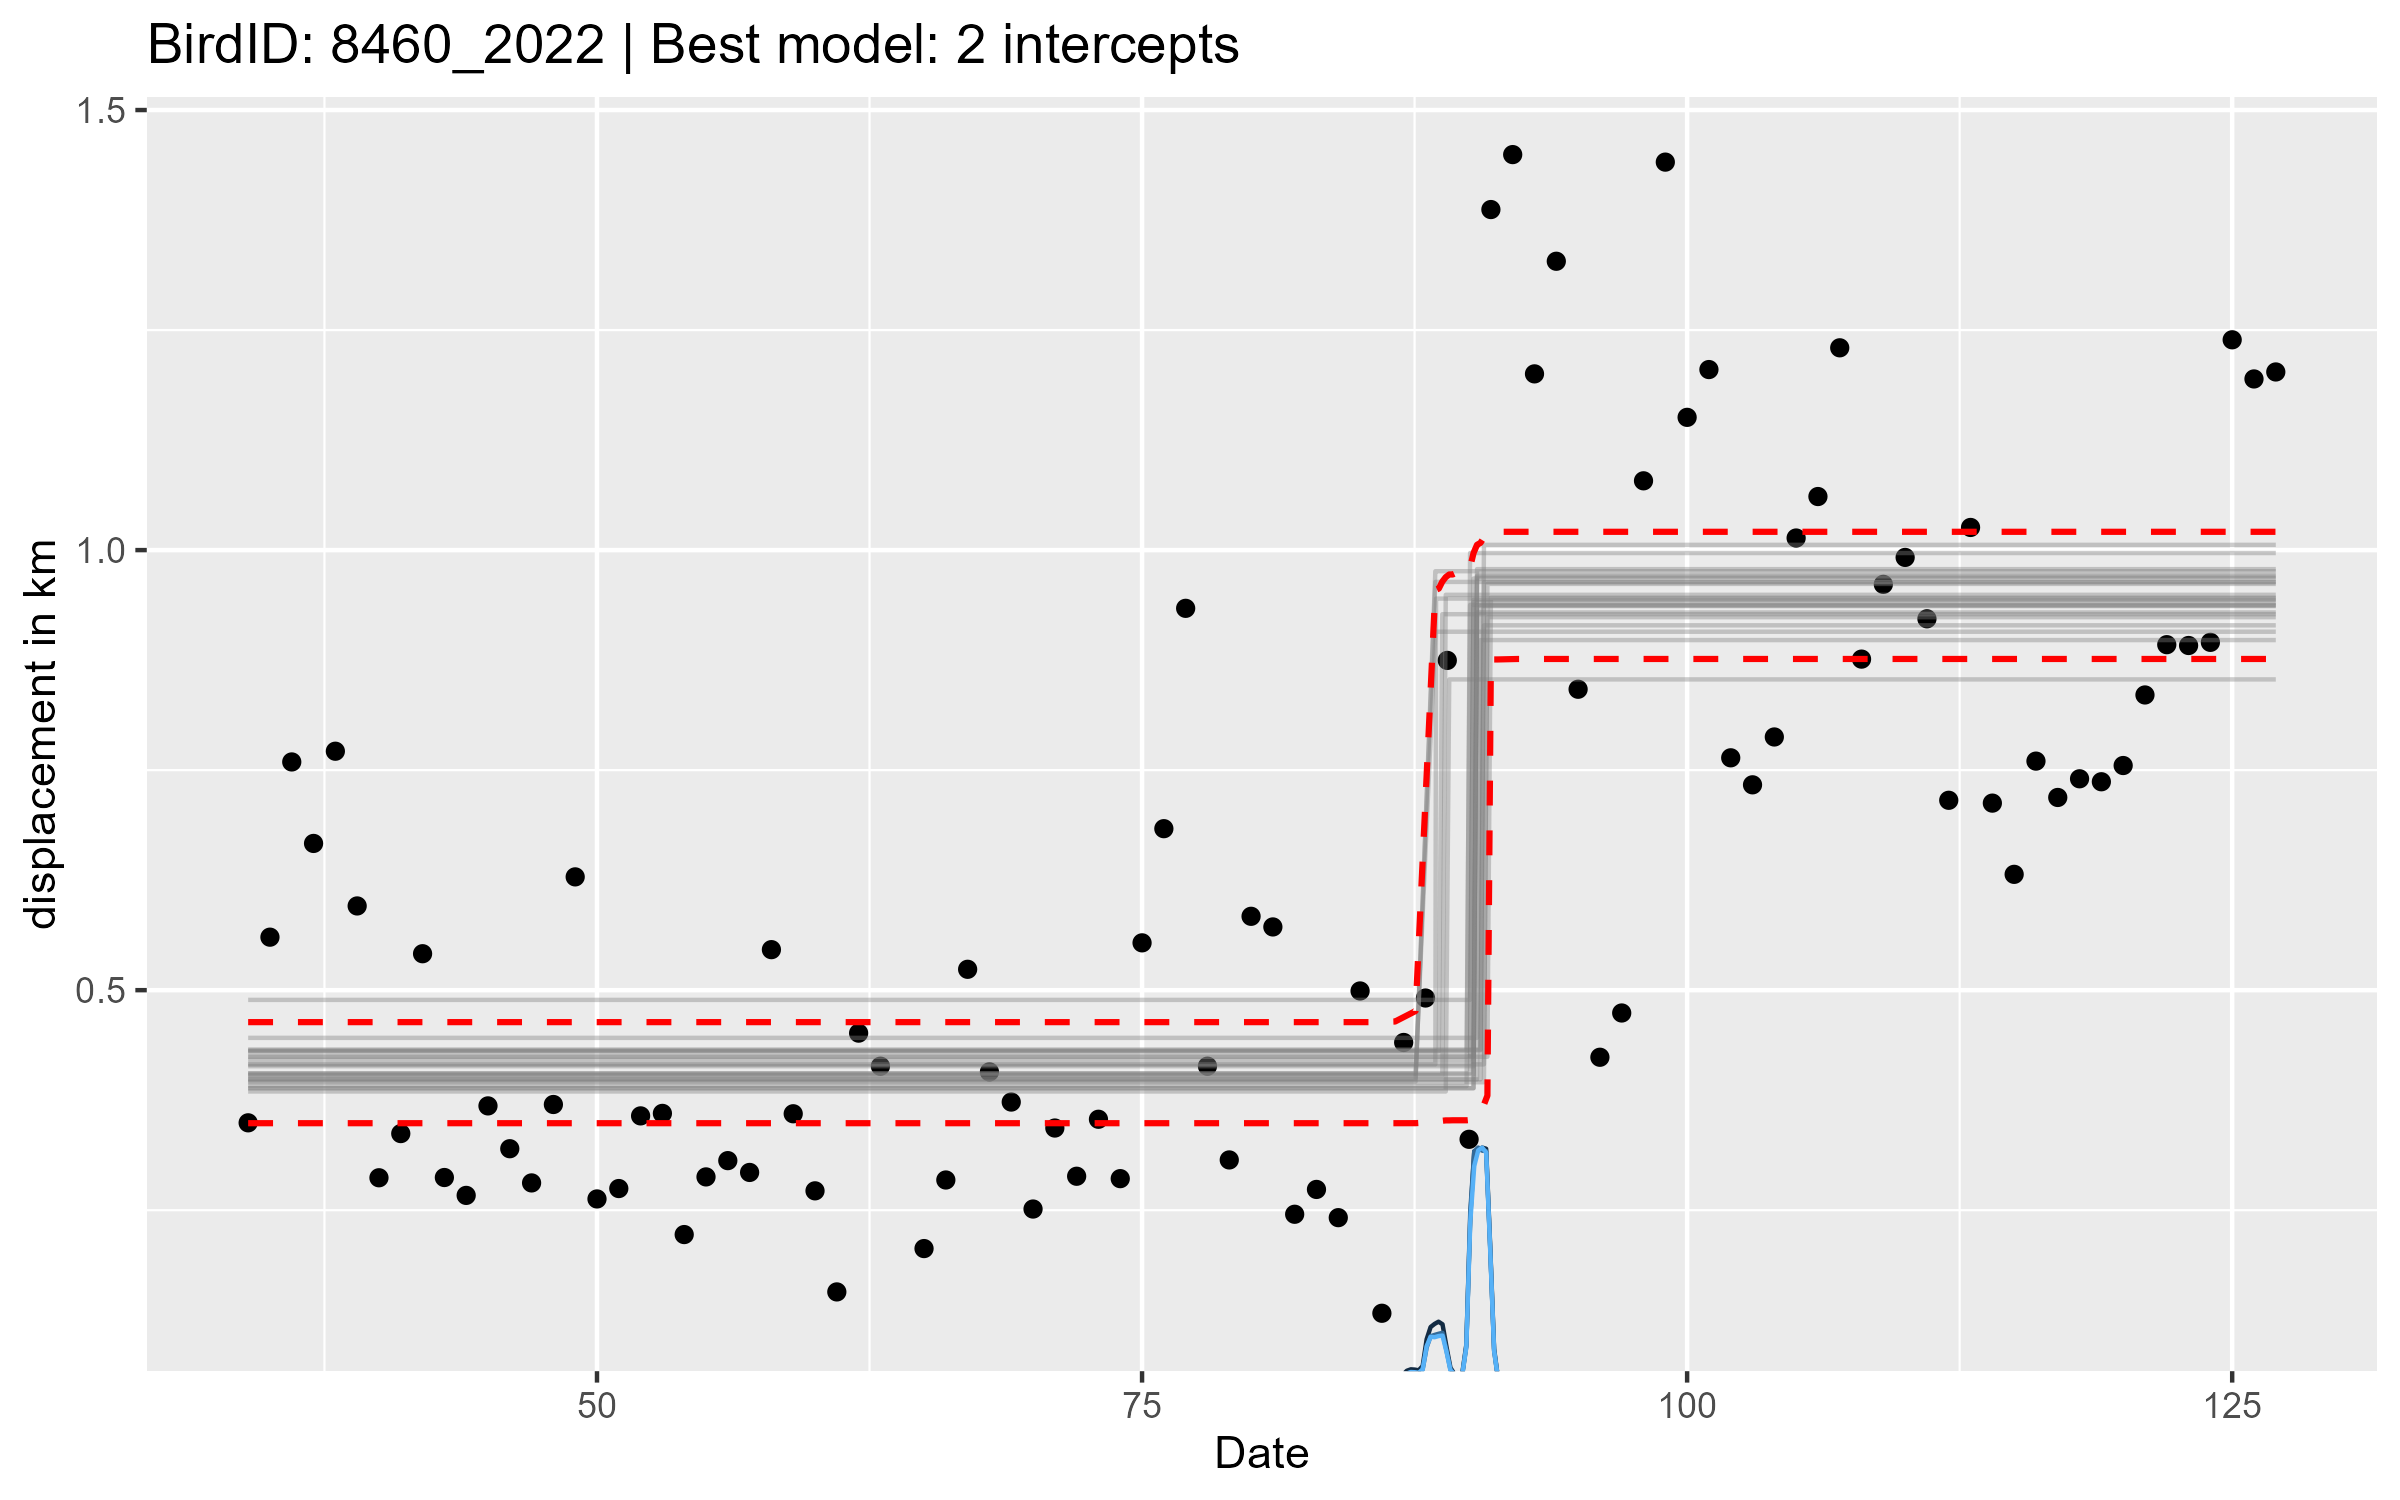 BirdID: 8460_2022 | Best model: 2 intercepts
1.5
1.0
0.5
displacement in km
50 75 100 125
Date